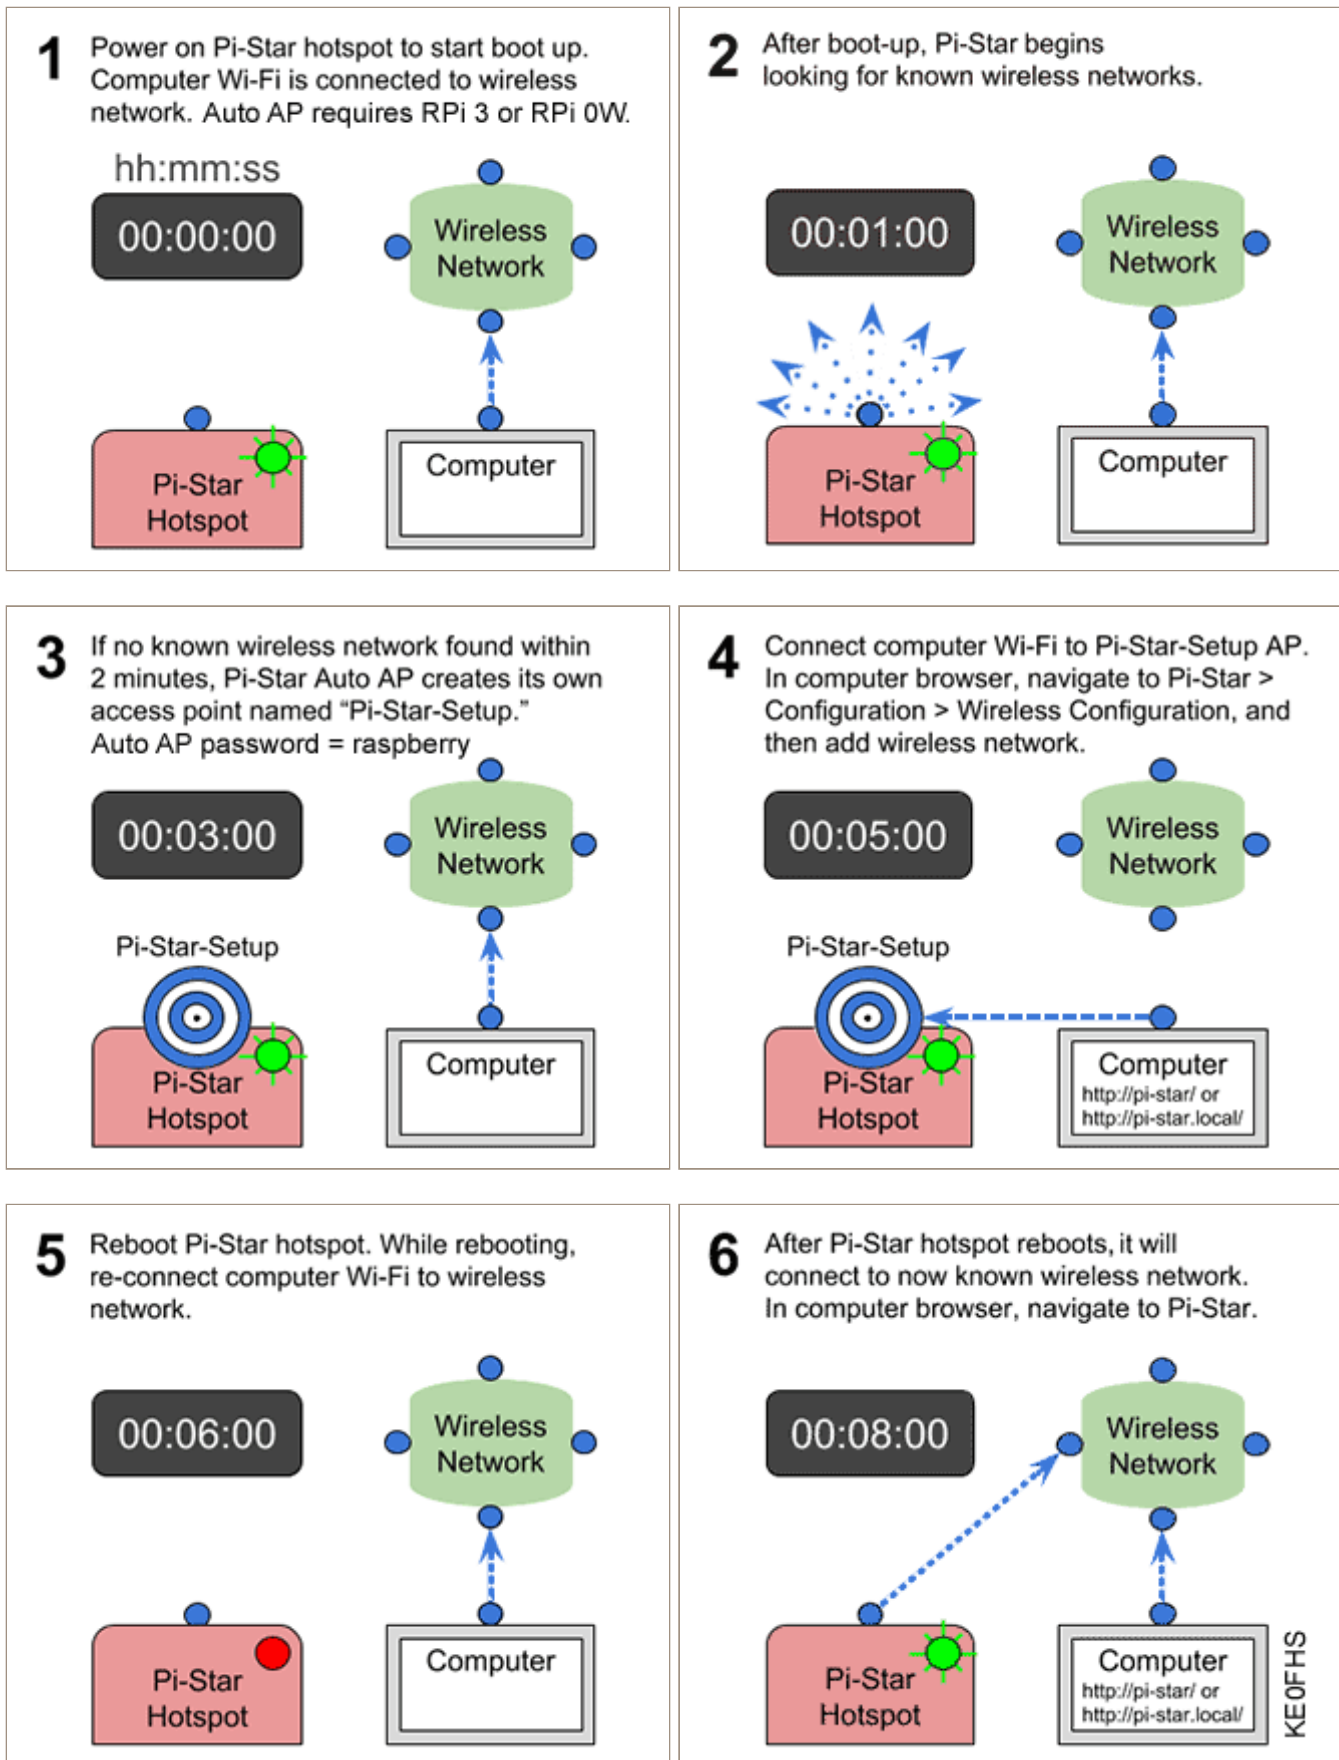 1
Power on Pi-Star hotspot to start boot up.
Computer Wi-Fi is connected to wireless
network. Auto AP requires RPi 3 or RPi 0W.
hh:mm:ss
00:00:00
Wireless
Network
Pi-Star
Hotspot
Computer
2
After boot-up, Pi-Star begins
looking for known wireless networks.
00:01:00
Wireless
Network
Pi-Star
Hotspot
Computer
3
If no known wireless network found within
2 minutes, Pi-Star Auto AP creates its own
access point named “Pi-Star-Setup.”
Auto AP password = raspberry
00:03:00
Wireless
Network
Pi-Star-Setup
Pi-Star
Hotspot
Computer
4
Connect computer Wi-Fi to Pi-Star-Setup AP.
In computer browser, navigate to Pi-Star >
Configuration > Wireless Configuration, and
then add wireless network.
00:05:00
Wireless
Network
Pi-Star-Setup
Pi-Star
Hotspot
Computer
http://pi-star/ or
http://pi-star.local/
5
Reboot Pi-Star hotspot. While rebooting,
re-connect computer Wi-Fi to wireless
network.
00:06:00
Wireless
Network
Pi-Star
Hotspot
Computer
6
After Pi-Star hotspot reboots, it will
connect to now known wireless network.
In computer browser, navigate to Pi-Star.
00:08:00
Wireless
Network
Pi-Star
Hotspot
Computer
http://pi-star/ or
http://pi-star.local/
KE0FHS